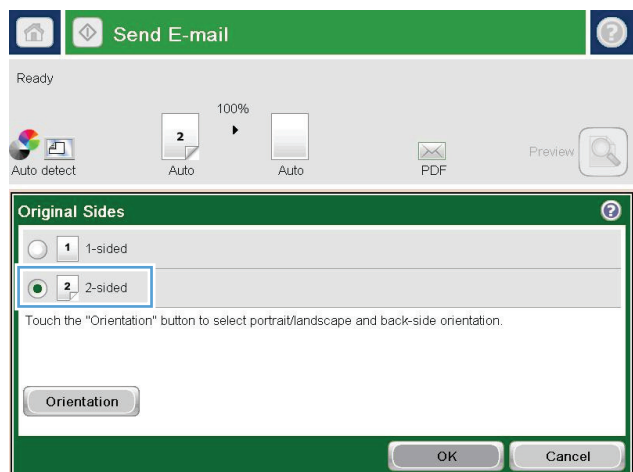 Send E-mail
Ready
100%
2
Auto detect
Auto
Auto
PDF
Preview
Original Sides
1 1-sided
2 2-sided
Touch the "Orientation" button to select portrait/landscape and back-side orientation.
Orientation
OK
Cancel